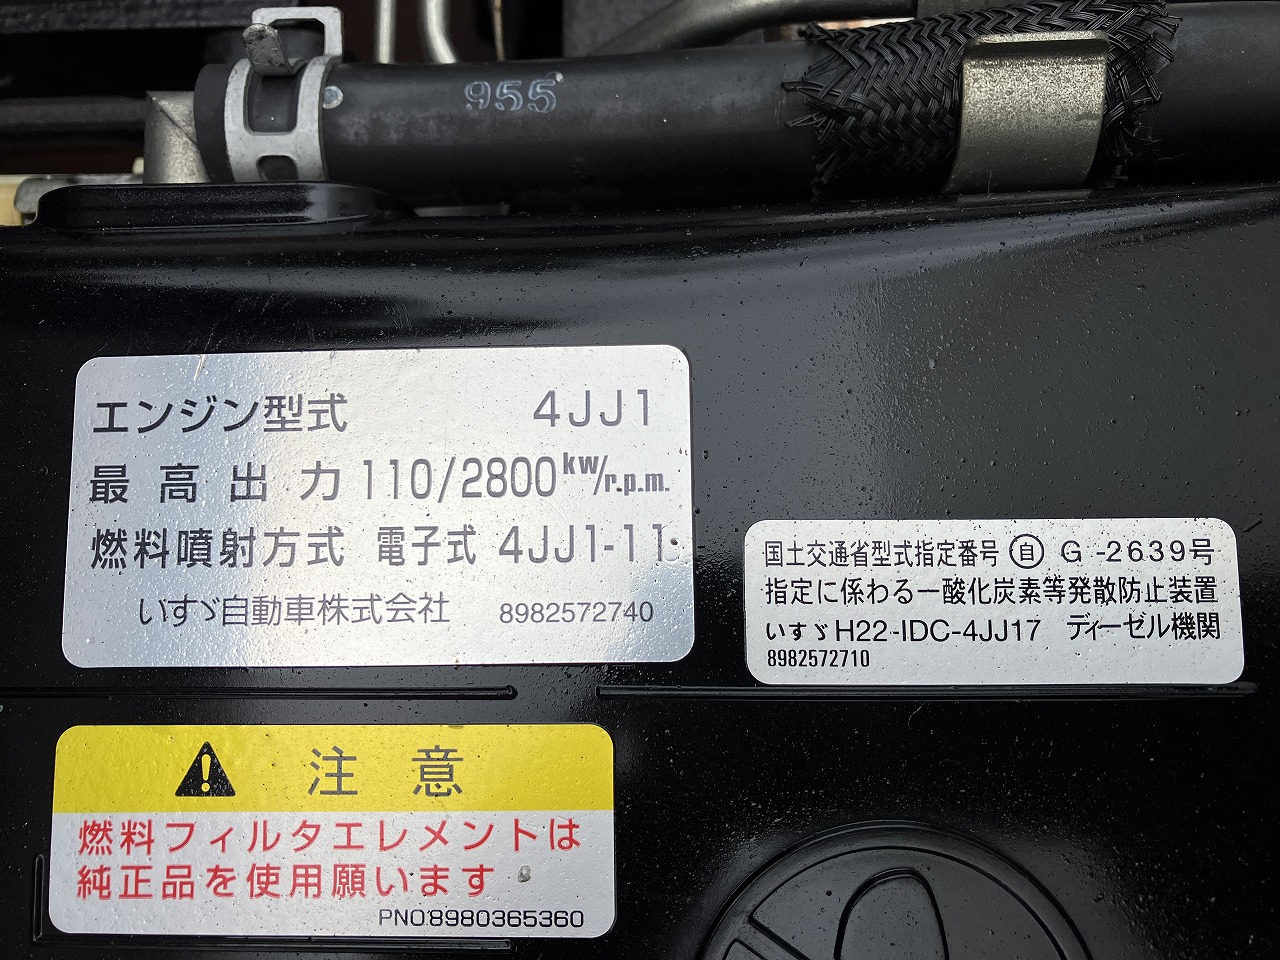 955
エンジン型式 4JJ1
最高出力 110/2800kW/r.p.m.
燃料噴射方式 電子式 4JJ1-11
いすゞ自動車株式会社 8982572740
国土交通省型式指定番号 自 G -2639号
指定に係わる一酸化炭素等発散防止装置
いすゞH22-IDC-4JJ17 ディーゼル機関
8982572710
注意
燃料フィルタエレメントは
純正品を使用願います
PNO8980365360